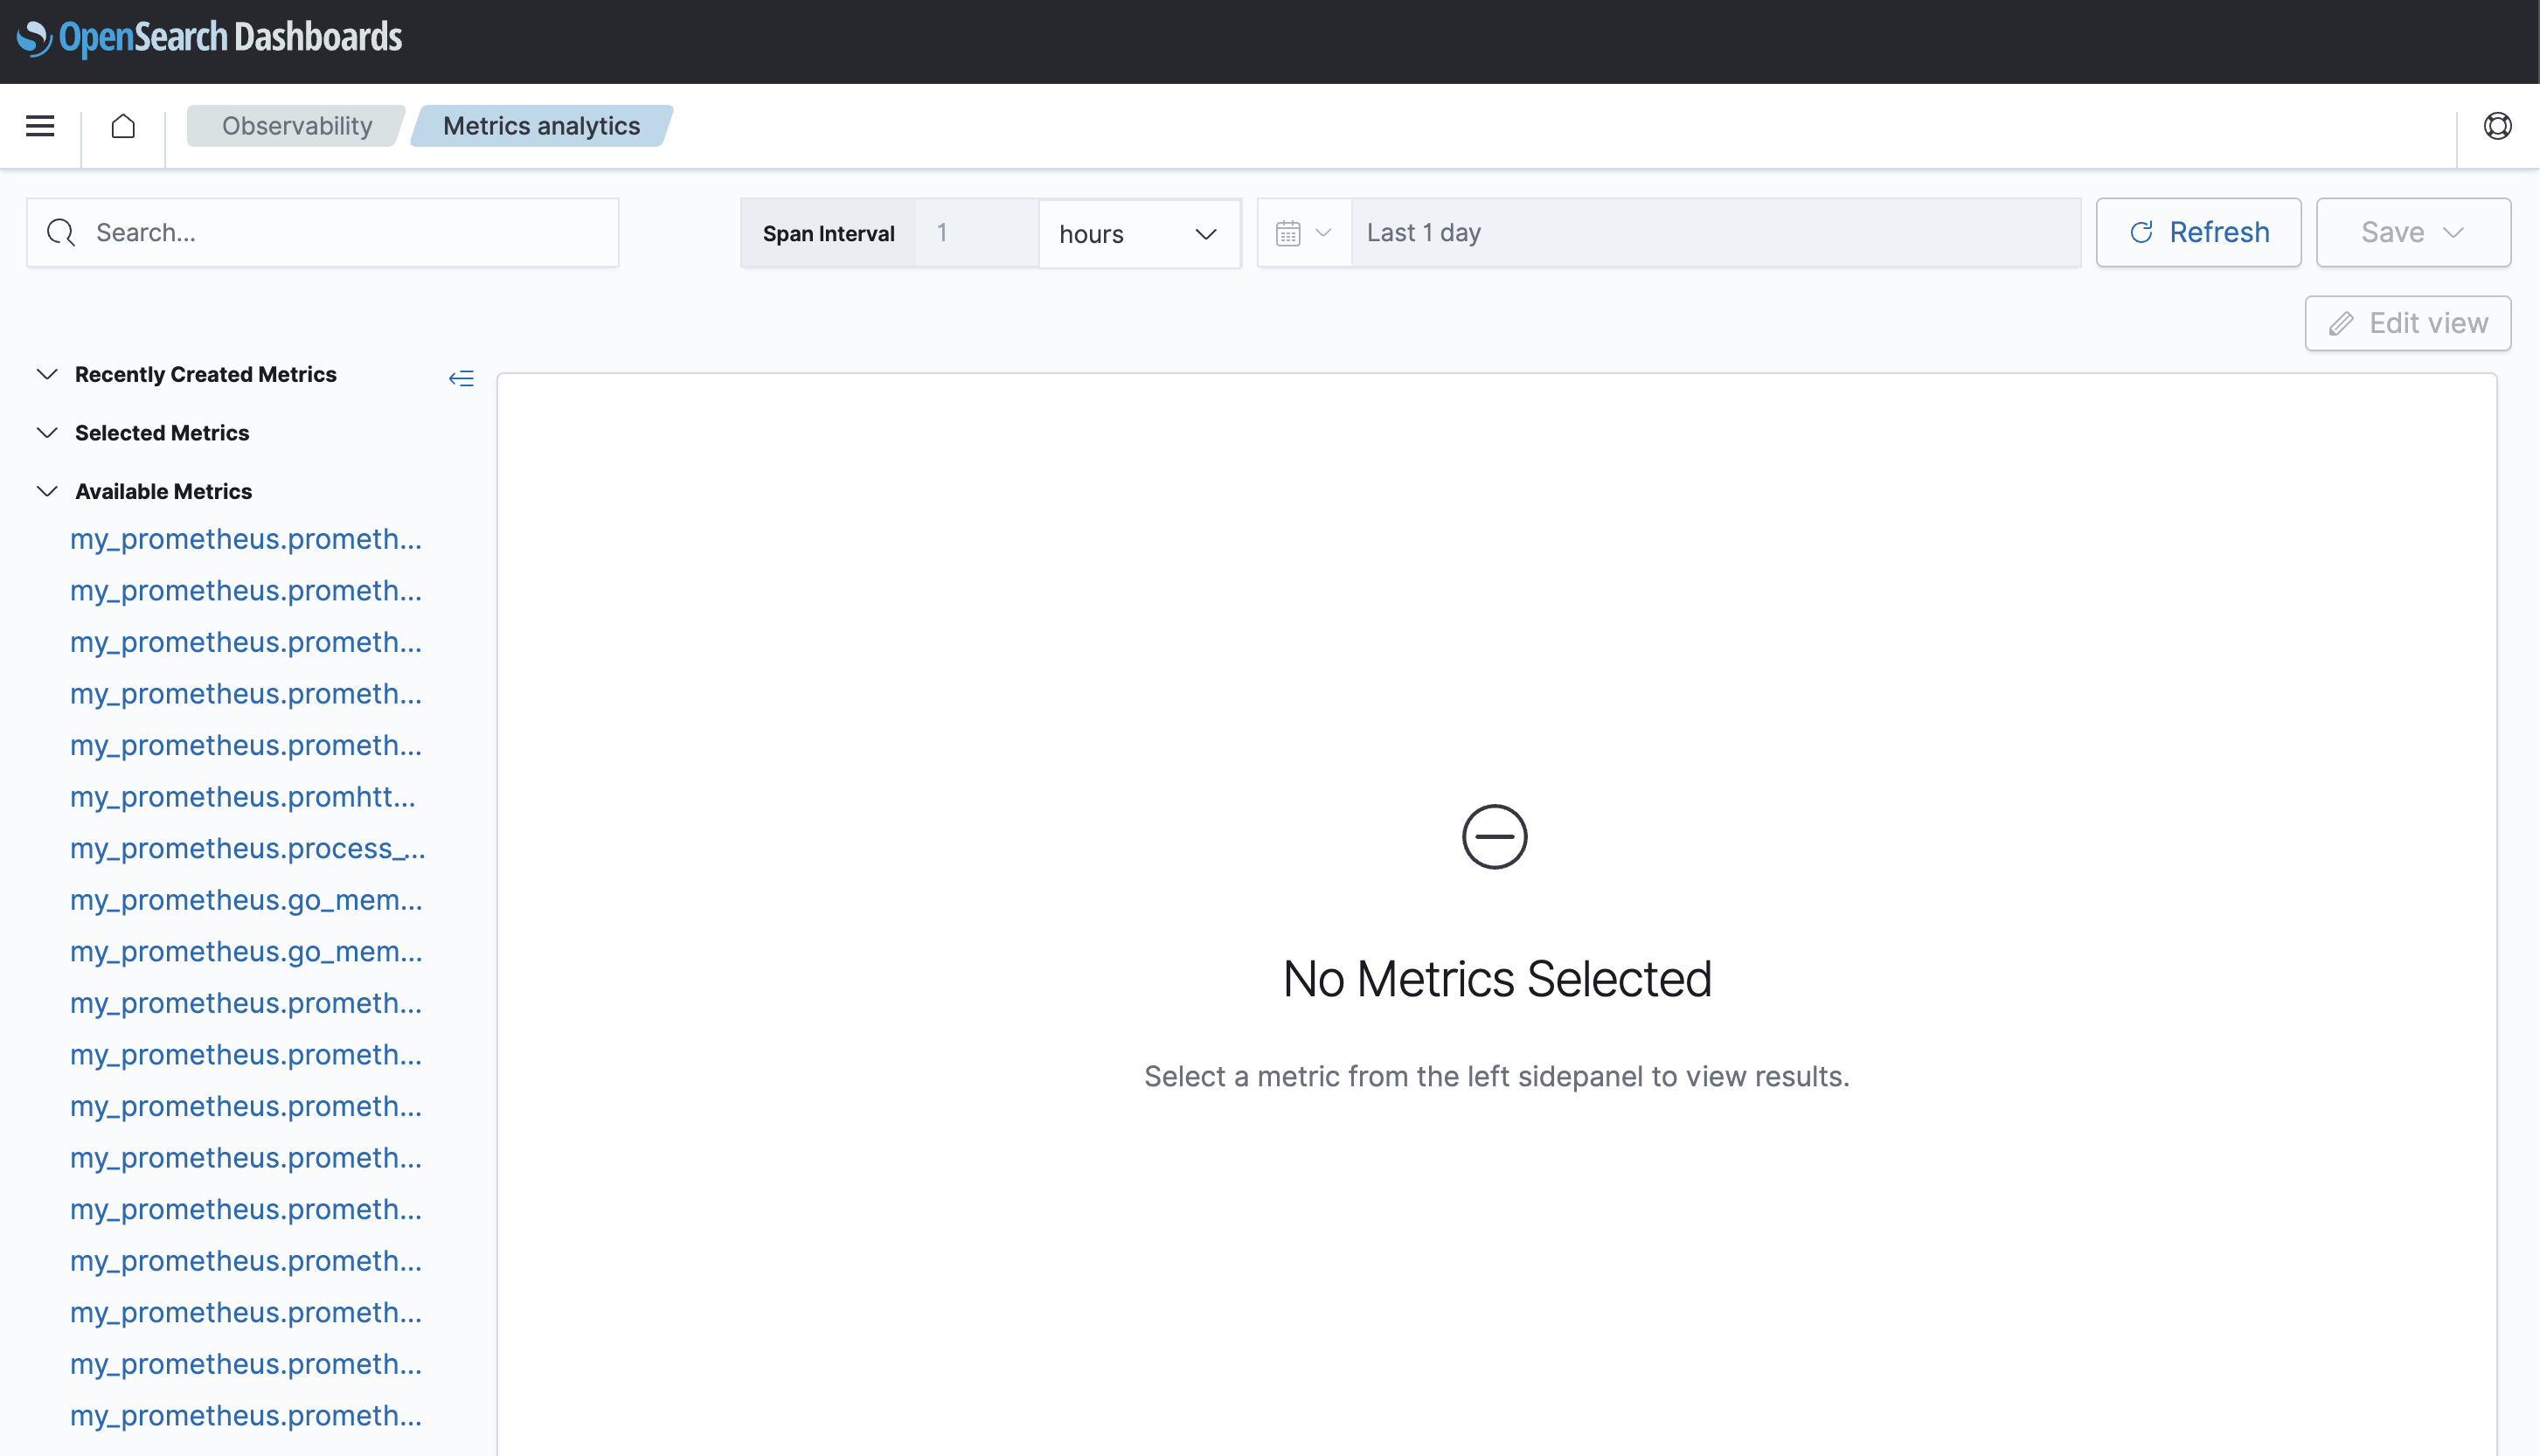 OpenSearch Dashboards
Observability
Metrics analytics
Search...
Span Interval 1 hours
Last 1 day
Refresh
Save
Edit view
Recently Created Metrics
Selected Metrics
Available Metrics
my_prometheus.prometh...
my_prometheus.prometh...
my_prometheus.prometh...
my_prometheus.prometh...
my_prometheus.prometh...
my_prometheus.promhtt...
my_prometheus.process_...
my_prometheus.go_mem...
my_prometheus.go_mem...
my_prometheus.prometh...
my_prometheus.prometh...
my_prometheus.prometh...
my_prometheus.prometh...
my_prometheus.prometh...
my_prometheus.prometh...
my_prometheus.prometh...
my_prometheus.prometh...
my_prometheus.prometh...
No Metrics Selected
Select a metric from the left sidepanel to view results.